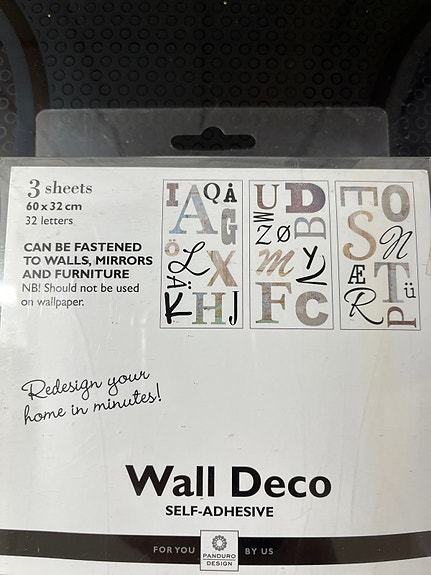 3 sheets
60 x 32 cm
32 letters
CAN BE FASTENED
TO WALLS, MIRRORS
AND FURNITURE
NB! Should not be used
on wallpaper.
I Q Å
A G
Ö L X
Ä
K H J
U D
W B
Z Ø
m y
F C
E O
S n
Æ T ü
R P
Redesign your
home in minutes!
Wall Deco
SELF-ADHESIVE
FOR YOU PANDURO BY US
DESIGN